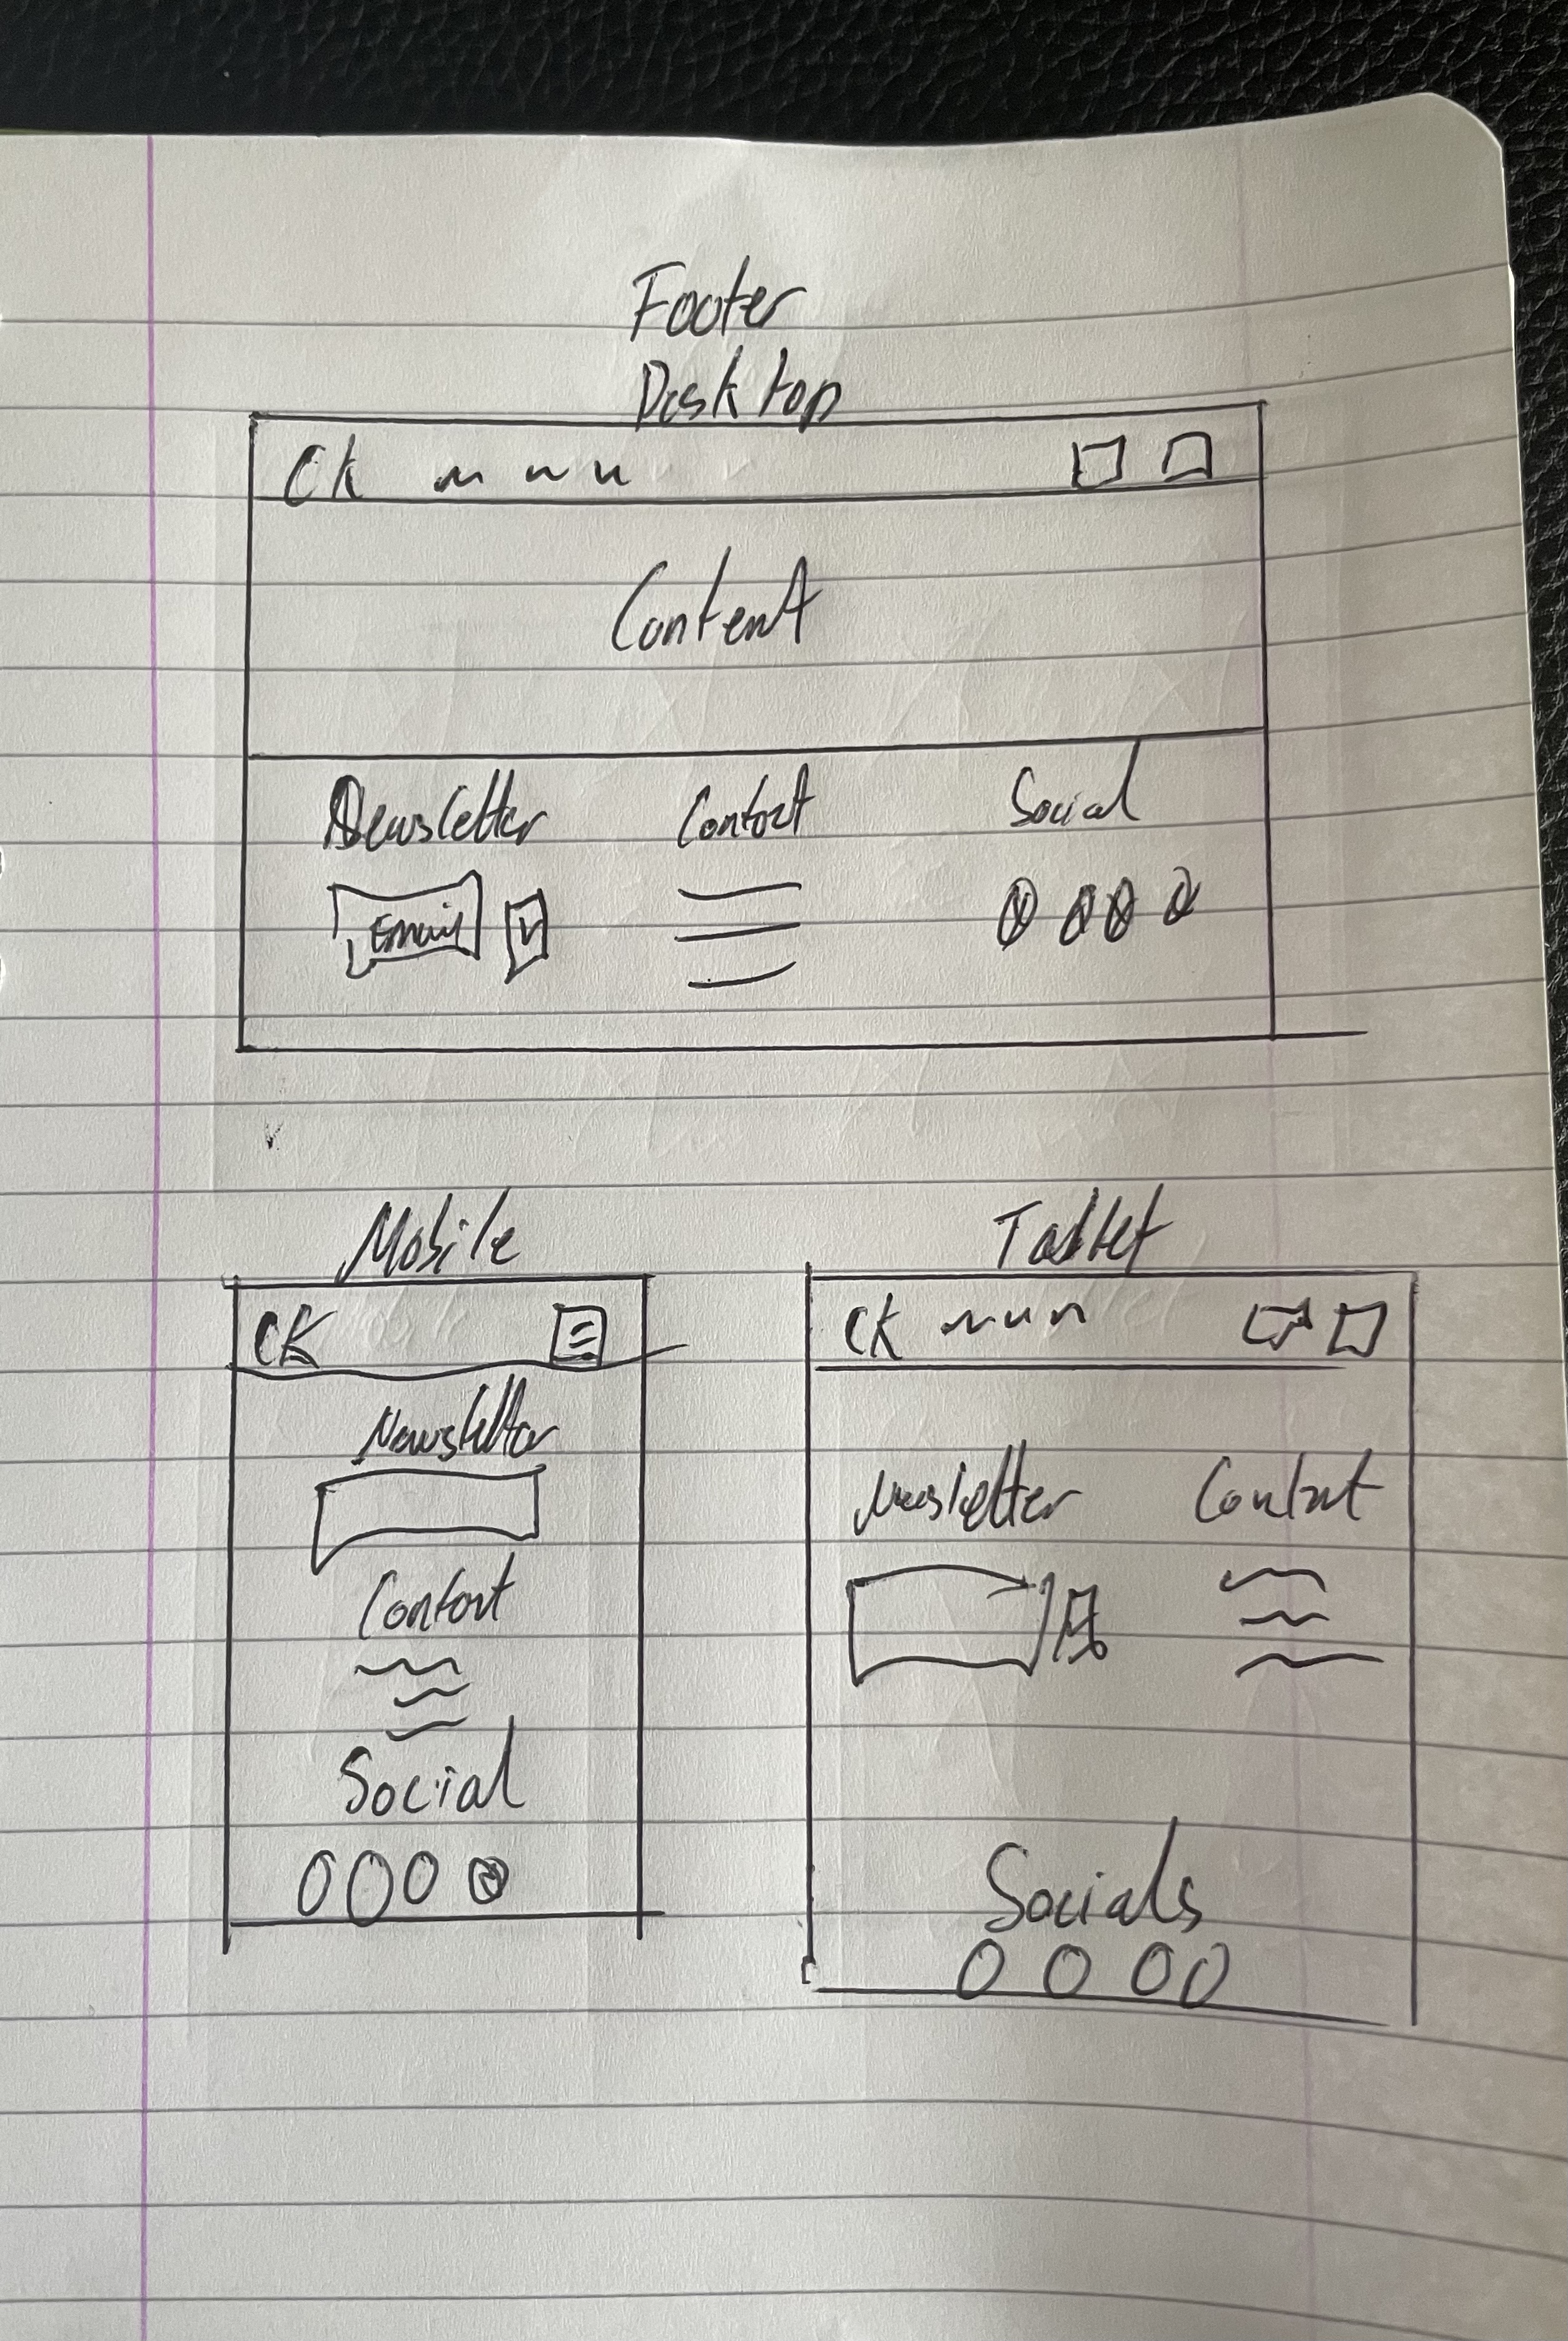 Footer
Desktop
CK
Content
Newsletter Contact Social
Email
Mobile
CK
Newsletter
Contact
Social
Tablet
CK
Newsletter Contact
Socials